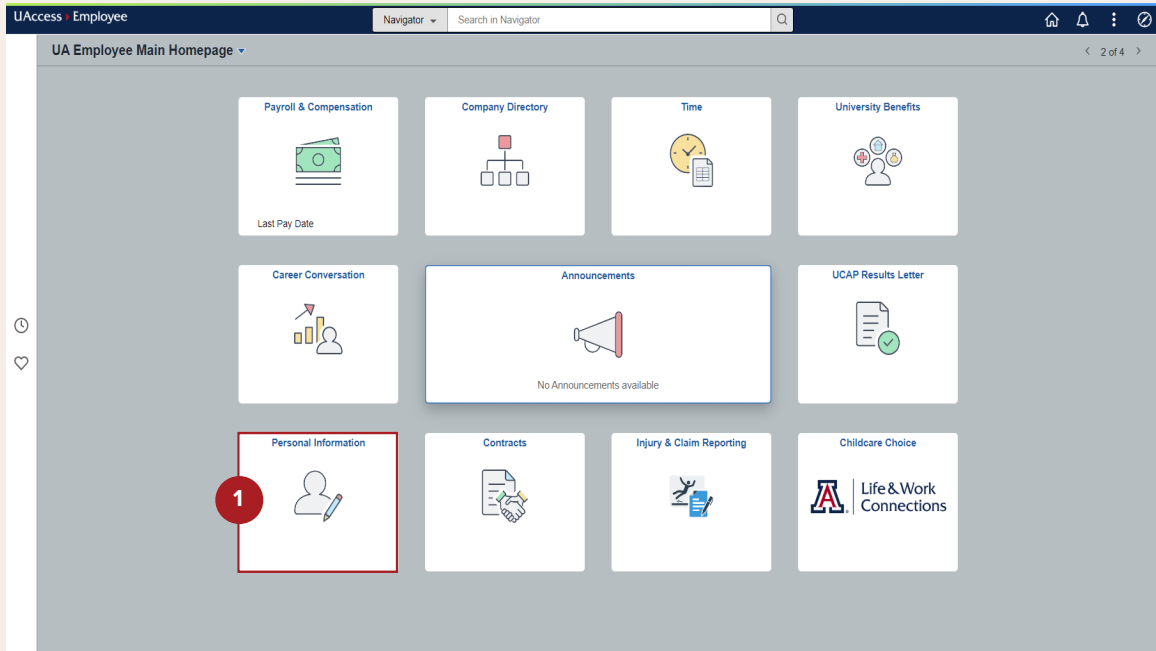 UAccess Employee
Navigator
Search in Navigator
UA Employee Main Homepage
2 of 4
Payroll & Compensation
Last Pay Date
Company Directory
Time
University Benefits
Career Conversation
Announcements
No Announcements available
UCAP Results Letter
Personal Information
1
Contracts
Injury & Claim Reporting
Childcare Choice
A
Life & Work
Connections